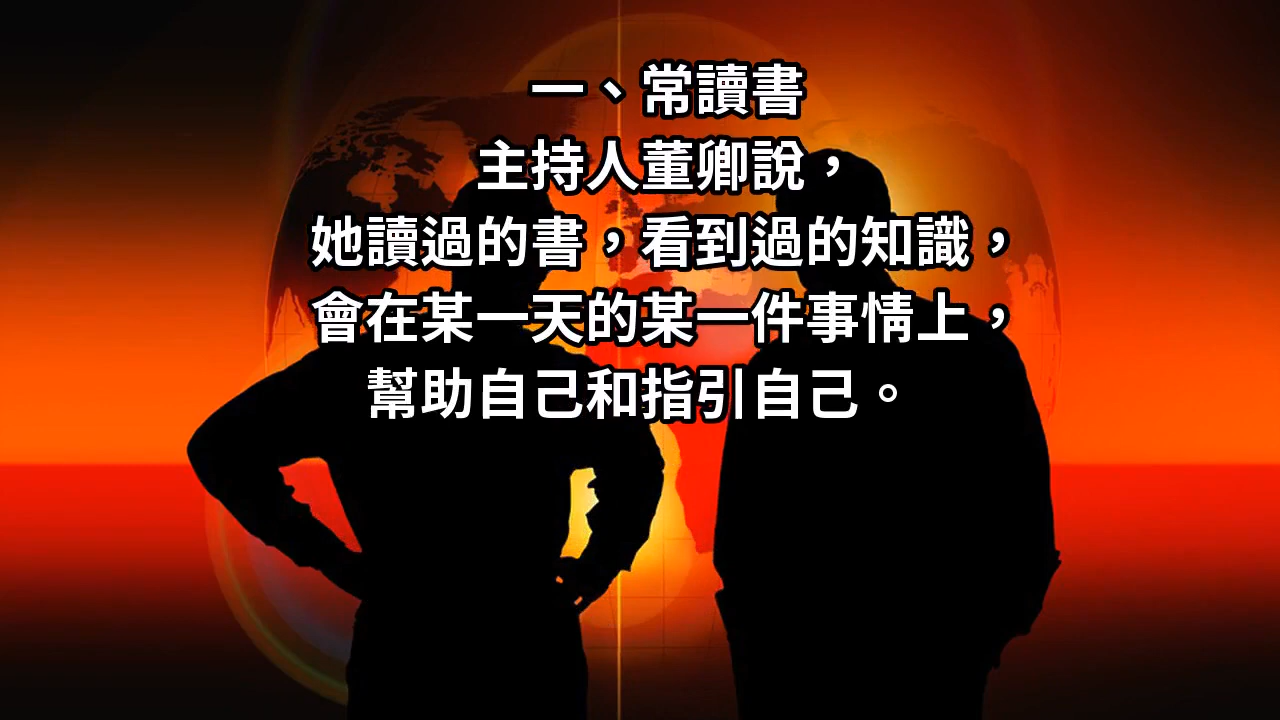 一、常讀書
主持人董卿說，
她讀過的書，看到過的知識，
會在某一天的某一件事情上，
幫助自己和指引自己。